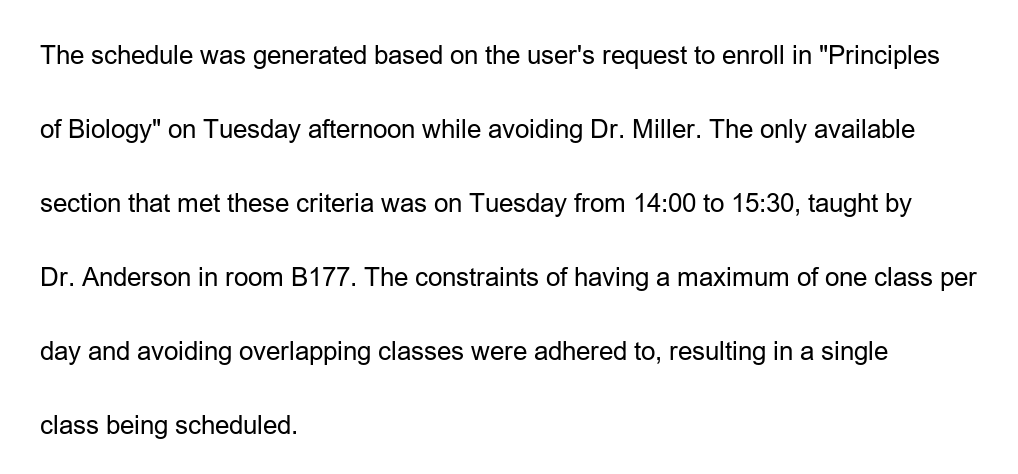 The schedule was generated based on the user's request to enroll in "Principles
of Biology" on Tuesday afternoon while avoiding Dr. Miller. The only available
section that met these criteria was on Tuesday from 14:00 to 15:30, taught by
Dr. Anderson in room B177. The constraints of having a maximum of one class per
day and avoiding overlapping classes were adhered to, resulting in a single
class being scheduled.